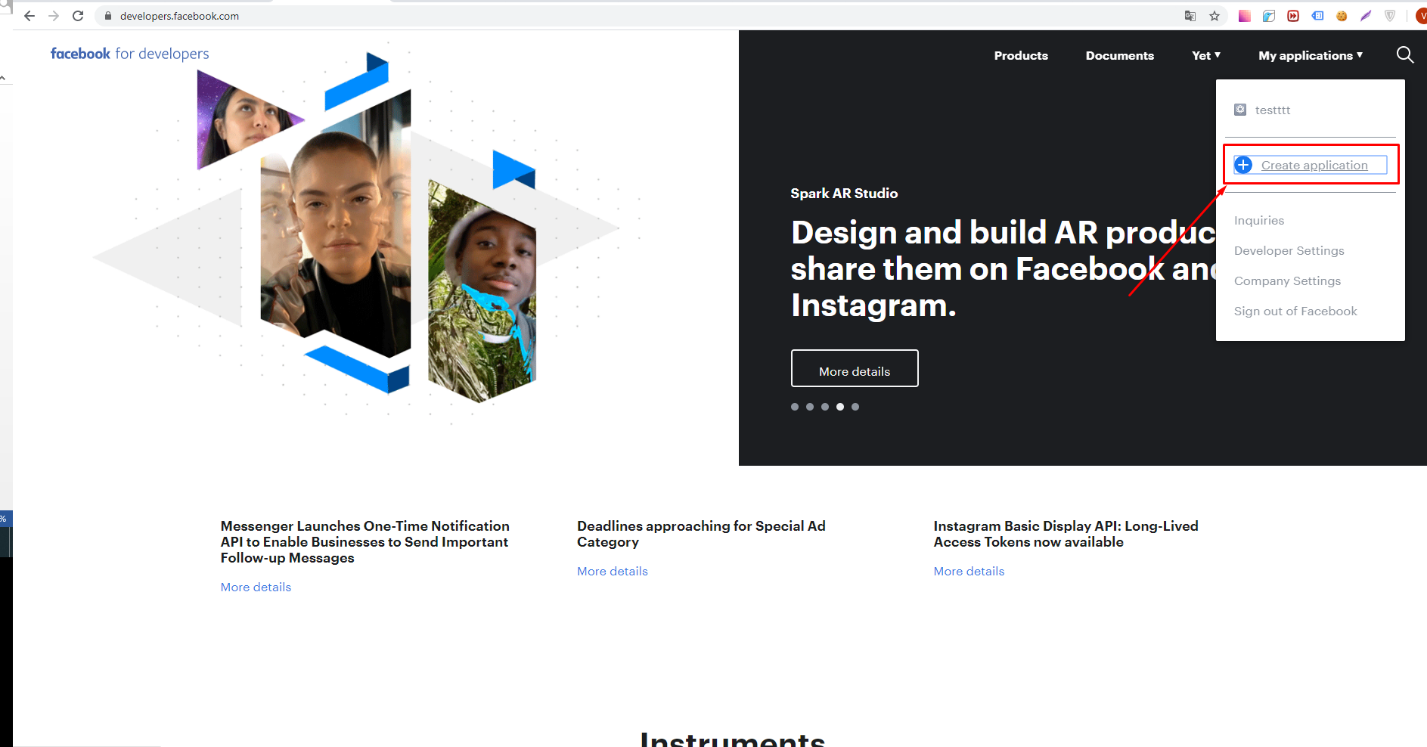 developers.facebook.com
facebook for developers
Products
Documents
Yet ▾
My applications ▾
testttt
Create application
Inquiries
Developer Settings
Company Settings
Sign out of Facebook
Spark AR Studio
Design and build AR produc
share them on Facebook and
Instagram.
More details
Messenger Launches One-Time Notification
API to Enable Businesses to Send Important
Follow-up Messages
More details
Deadlines approaching for Special Ad
Category
More details
Instagram Basic Display API: Long-Lived
Access Tokens now available
More details
Instruments
%
V